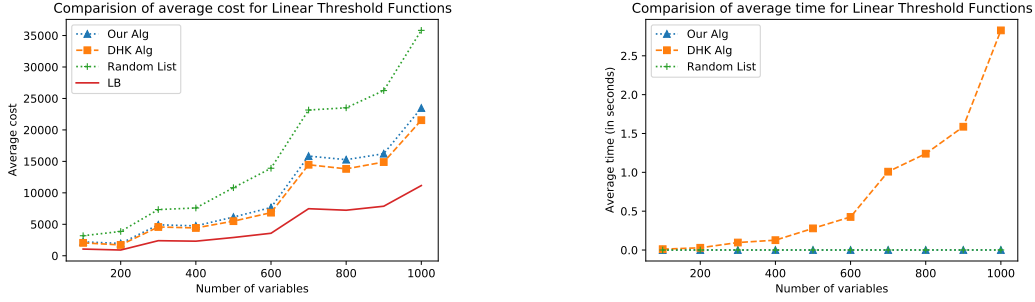 Comparision of average cost for Linear Threshold Functions
Average cost
35000
30000
25000
20000
15000
10000
5000
0
Our Alg
DHK Alg
Random List
LB
200 400 600 800 1000
Number of variables
Comparision of average time for Linear Threshold Functions
Average time (in seconds)
2.5
2.0
1.5
1.0
0.5
0.0
Our Alg
DHK Alg
Random List
200 400 600 800 1000
Number of variables